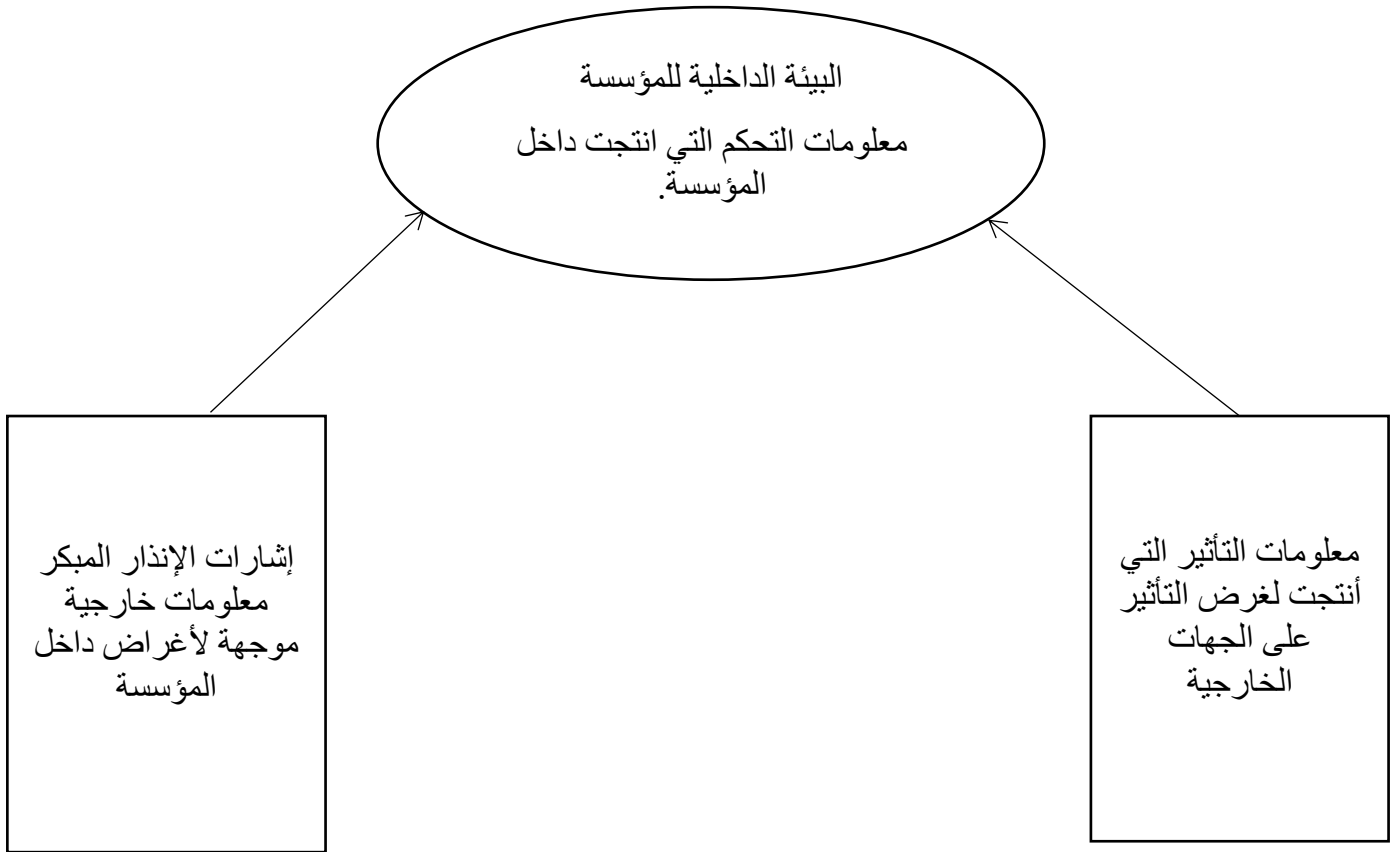 البيئة الداخلية للمؤسسة
معلومات التحكم التي انتجت داخل
المؤسسة.
معلومات التأثير التي
أنتجت لغرض التأثير
على الجهات
الخارجية
إشارات الإنذار المبكر
معلومات خارجية
موجهة لأغراض داخل
المؤسسة